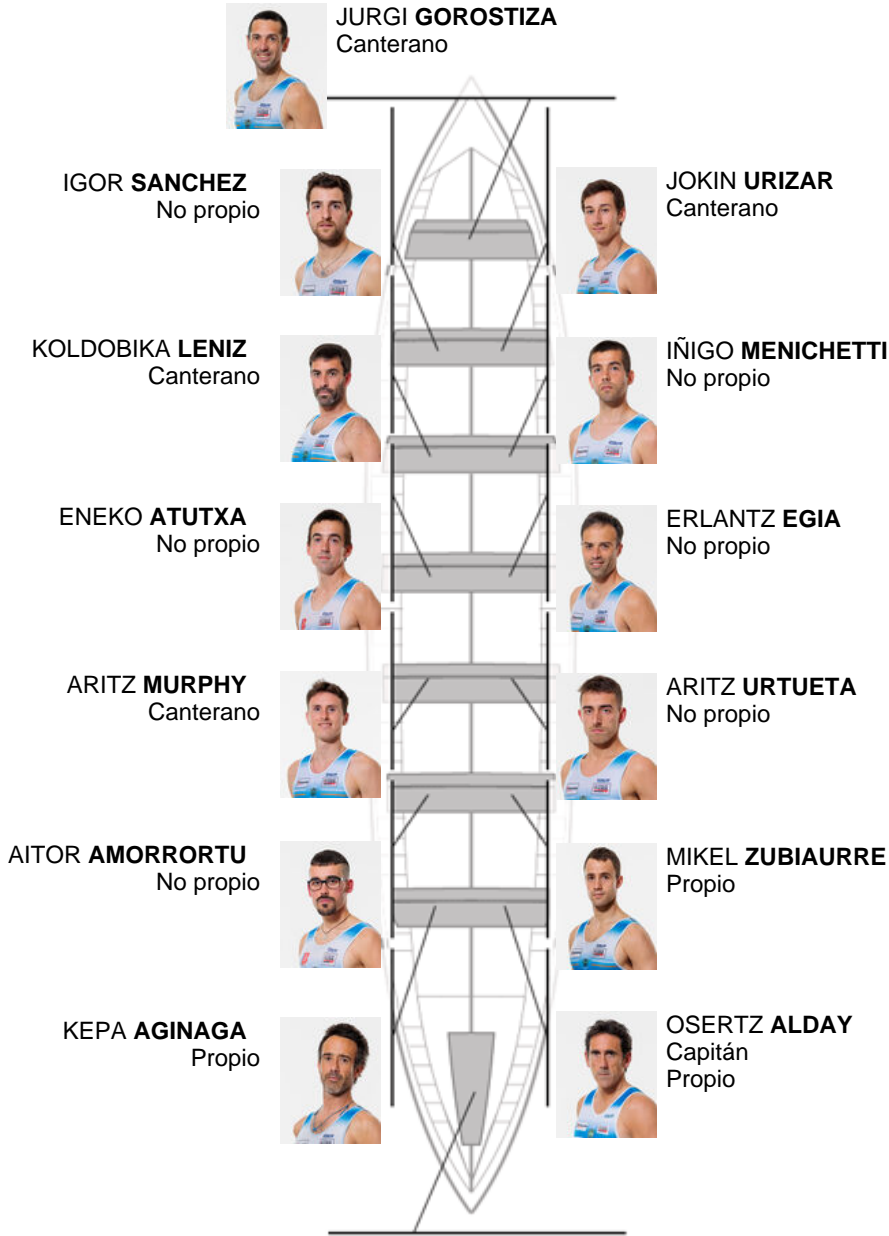 JURGI GOROSTIZA
Canterano
IGOR SANCHEZ
No propio
JOKIN URIZAR
Canterano
KOLDOBIKA LENIZ
Canterano
IÑIGO MENICHETTI
No propio
ENEKO ATUTXA
No propio
ERLANTZ EGIA
No propio
ARITZ MURPHY
Canterano
ARITZ URTUETA
No propio
AITOR AMORRORTU
No propio
MIKEL ZUBIAURRE
Propio
KEPA AGINAGA
Propio
OSERTZ ALDAY
Capitán
Propio